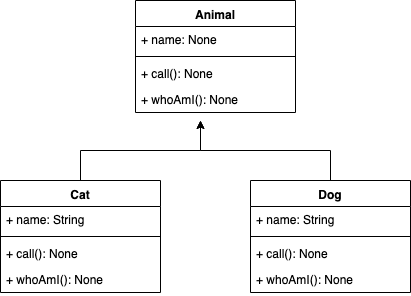 Animal
+ name: None
+ call(): None
+ whoAmI(): None
Cat
+ name: String
+ call(): None
+ whoAmI(): None
Dog
+ name: String
+ call(): None
+ whoAmI(): None